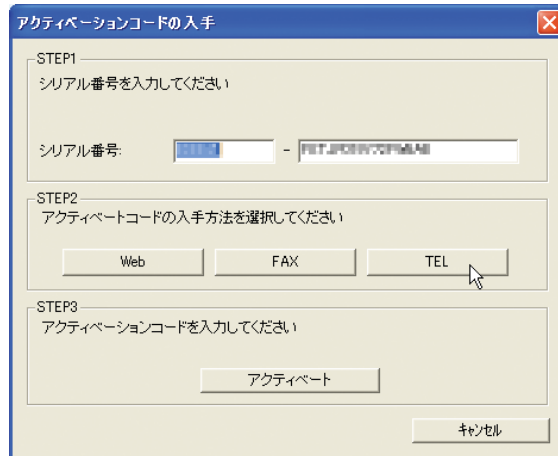 アクティベーションコードの入手
STEP1
シリアル番号を入力してください
シリアル番号:
-
STEP2
アクティベートコードの入手方法を選択してください
Web
FAX
TEL
STEP3
アクティベーションコードを入力してください
アクティベート
キャンセル